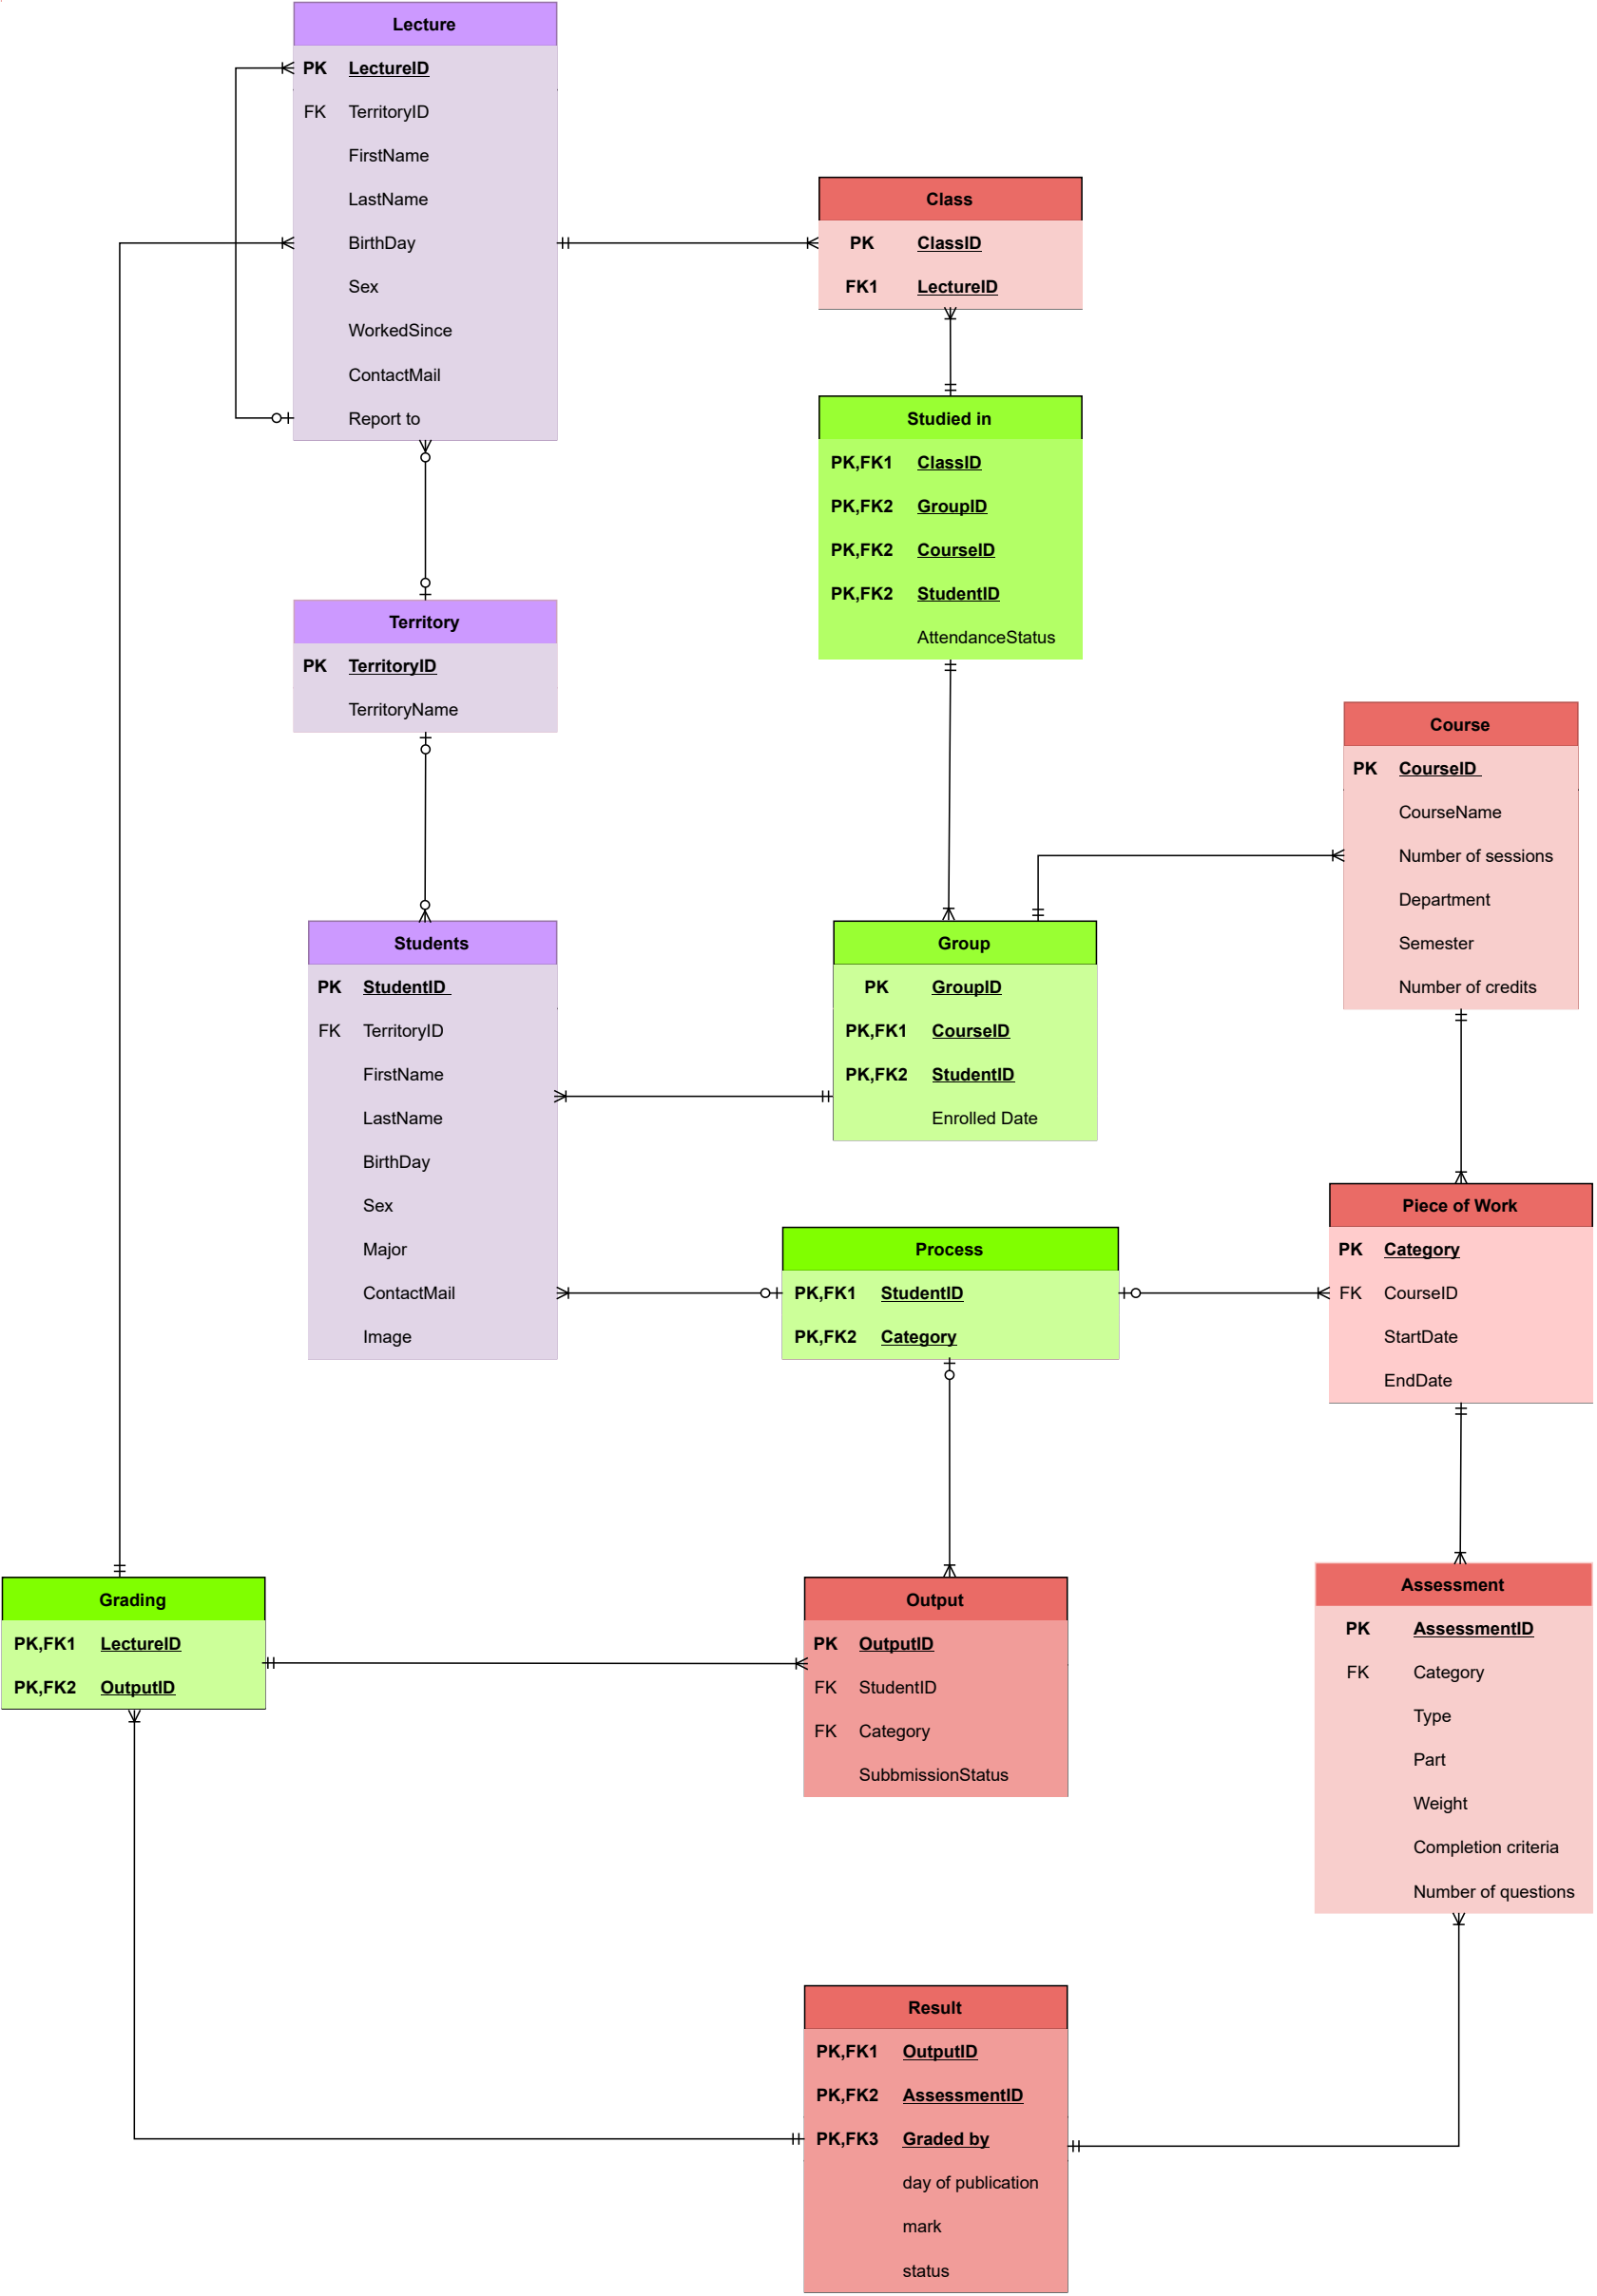 Lecture
PK LectureID
FK TerritoryID
FirstName
LastName
BirthDay
Sex
WorkedSince
ContactMail
Report to
Class
PK ClassID
FK1 LectureID
Studied in
PK,FK1 ClassID
PK,FK2 GroupID
PK,FK2 CourseID
PK,FK2 StudentID
AttendanceStatus
Territory
PK TerritoryID
TerritoryName
Course
PK CourseID
CourseName
Number of sessions
Department
Semester
Number of credits
Students
PK StudentID
FK TerritoryID
FirstName
LastName
BirthDay
Sex
Major
ContactMail
Image
Group
PK GroupID
PK,FK1 CourseID
PK,FK2 StudentID
Enrolled Date
Process
PK,FK1 StudentID
PK,FK2 Category
Piece of Work
PK Category
FK CourseID
StartDate
EndDate
Grading
PK,FK1 LectureID
PK,FK2 OutputID
Output
PK OutputID
FK StudentID
FK Category
SubbmissionStatus
Assessment
PK AssessmentID
FK Category
Type
Part
Weight
Completion criteria
Number of questions
Result
PK,FK1 OutputID
PK,FK2 AssessmentID
PK,FK3 Graded by
day of publication
mark
status